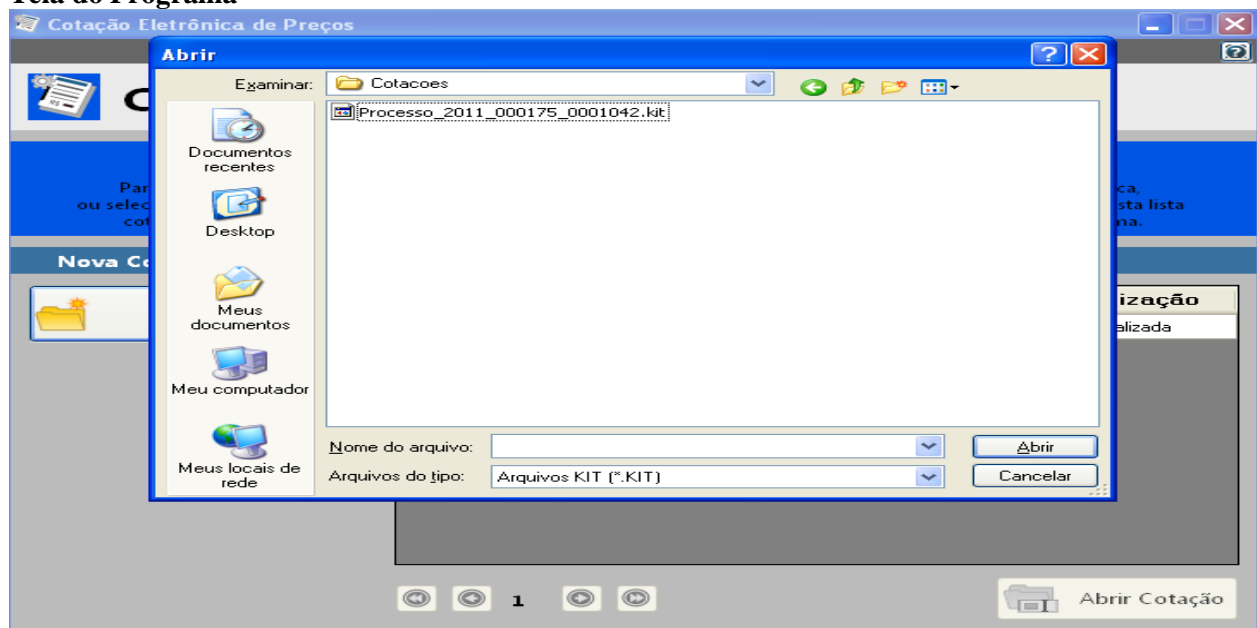 Tela do Programa
Cotação Eletrônica de Preços
Abrir
Examinar: Cotacoes
Processo_2011_000175_0001042.kit
Documentos
recentes
Desktop
Meus
documentos
Meu computador
Meus locais de
rede
Nome do arquivo:
Abrir
Arquivos do tipo: Arquivos KIT (*.KIT)
Cancelar
C
Par
ou selec
cot
ca,
sta lista
na.
Nova Co
ização
alizada
1
Abrir Cotação